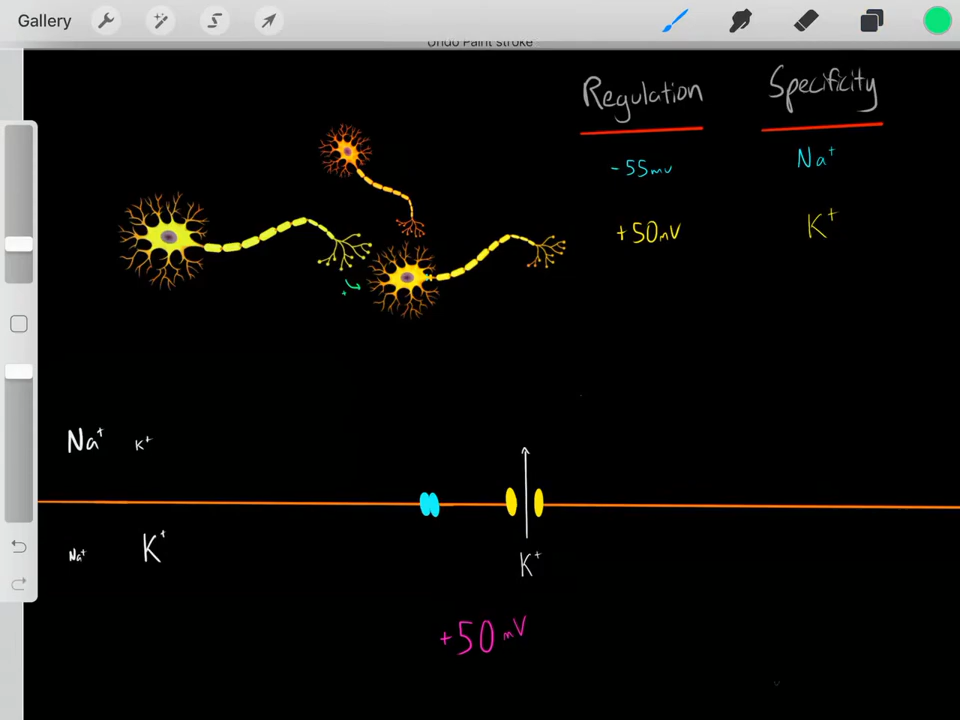 Gallery
Undo Paint stroke
Regulation Specificity
-55mv Na+
+50mV K+
+
Na+ K+
Na+ K+
K+
+50mV